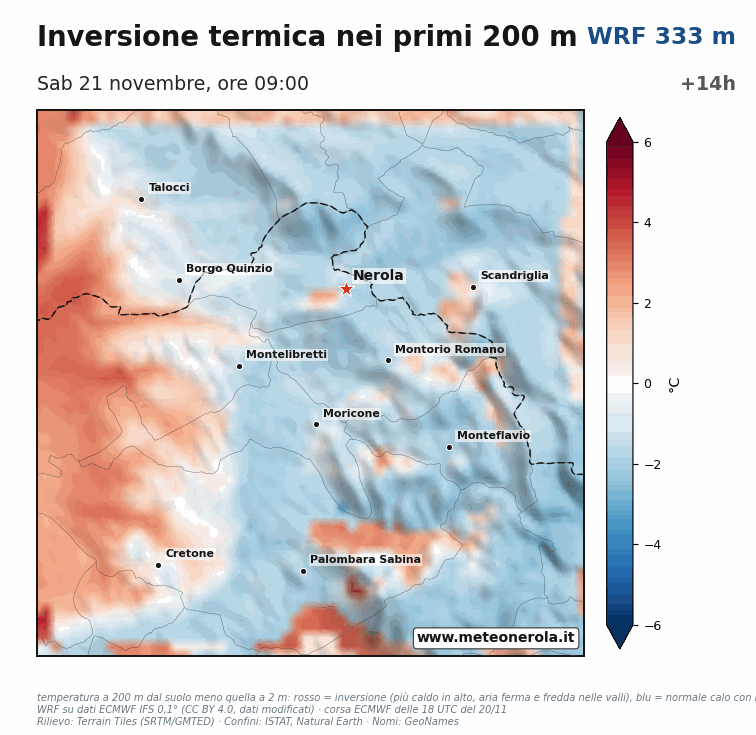 Inversione termica nei primi 200 m WRF 333 m
Sab 21 novembre, ore 09:00 +14h
Talocci
Borgo Quinzio
Nerola
Scandriglia
Montelibretti
Montorio Romano
Moricone
Monteflavio
Cretone
Palombara Sabina
www.meteonerola.it
6
4
2
0
−2
−4
−6
°C
temperatura a 200 m dal suolo meno quella a 2 m: rosso = inversione (più caldo in alto, aria ferma e fredda nelle valli), blu = normale calo con
WRF su dati ECMWF IFS 0,1° (CC BY 4.0, dati modificati) · corsa ECMWF delle 18 UTC del 20/11
Rilievo: Terrain Tiles (SRTM/GMTED) · Confini: ISTAT, Natural Earth · Nomi: GeoNames